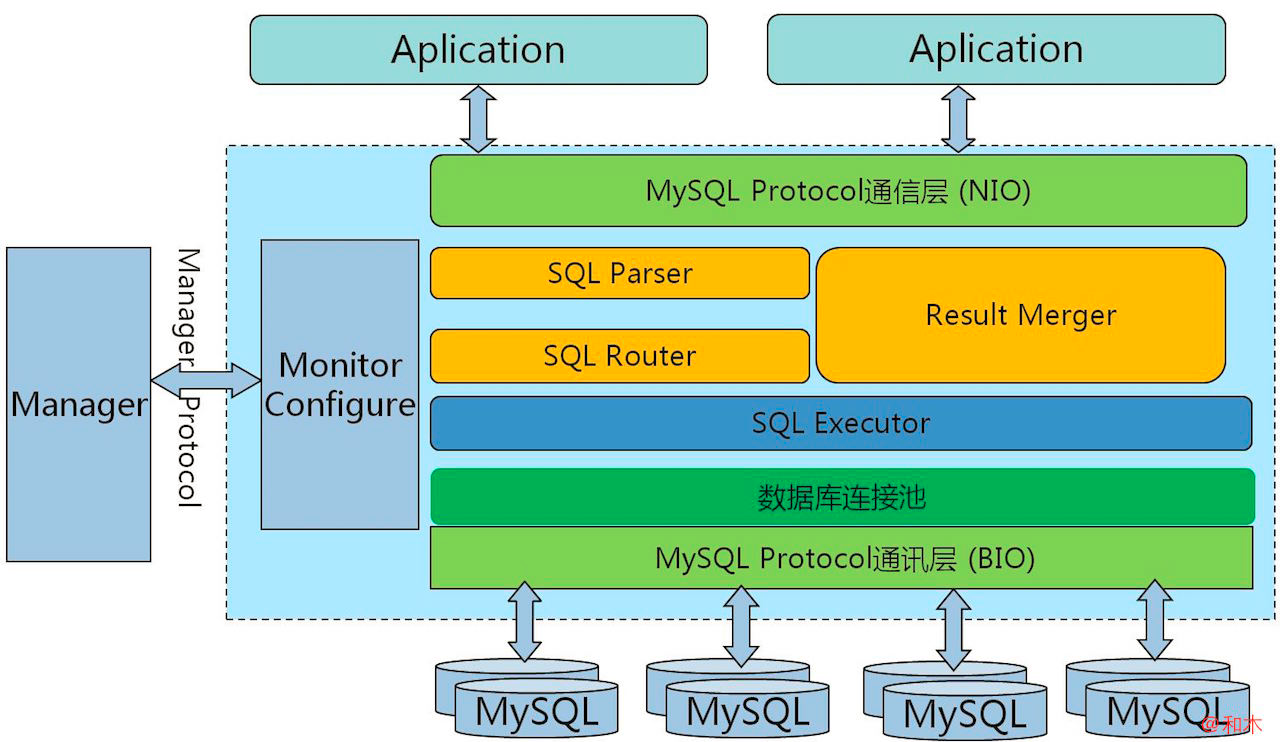 Aplication
Aplication
MySQL Protocol通信层 (NIO)
Manager
Manager Protocol
Monitor
Configure
SQL Parser
SQL Router
Result Merger
SQL Executor
数据库连接池
MySQL Protocol通讯层 (BIO)
MySQL
MySQL
MySQL
MySQL
@和木